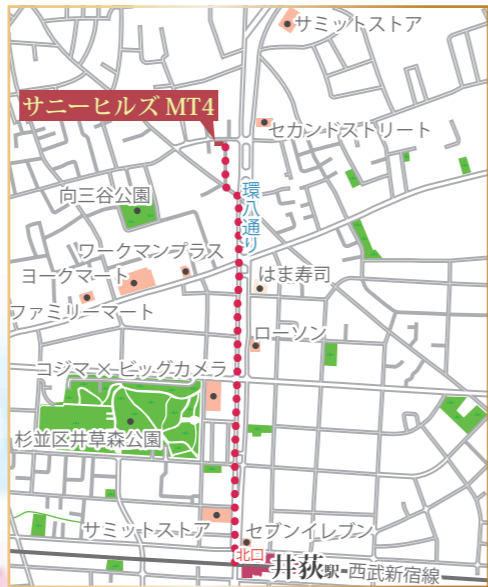 サミットストア
サニーヒルズ MT4
セカンドストリート
向三谷公園
環八通り
ワークマンプラス
ヨークマート
はま寿司
ファミリーマート
ローソン
コジマ×ビッグカメラ
杉並区井草森公園
サミットストア
セブンイレブン
北口
井荻駅 西武新宿線